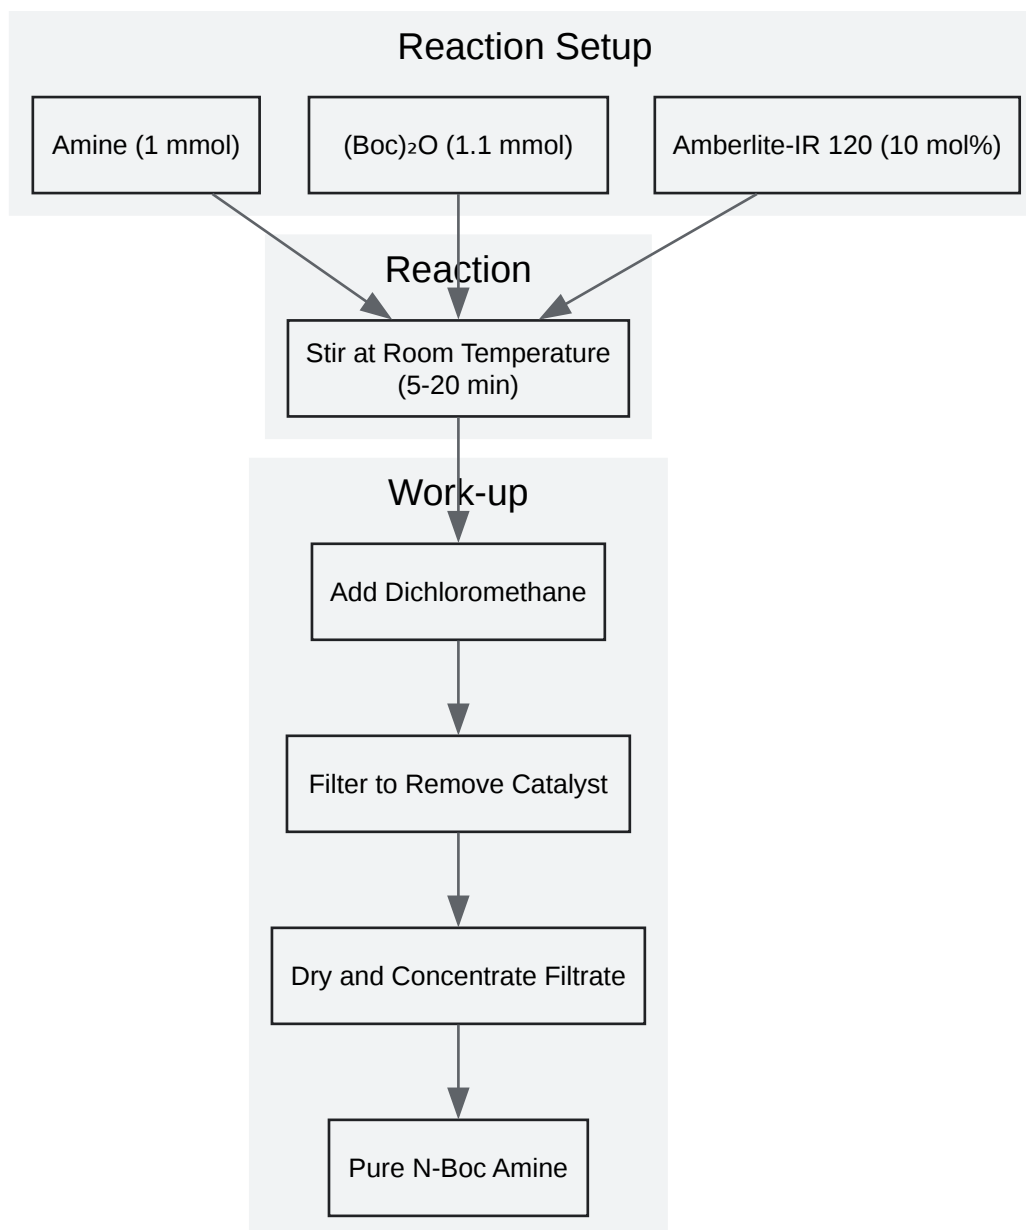 Reaction Setup
Amine (1 mmol)
(Boc)₂O (1.1 mmol)
Amberlite-IR 120 (10 mol%)
Reaction
Stir at Room Temperature
(5-20 min)
Work-up
Add Dichloromethane
Filter to Remove Catalyst
Dry and Concentrate Filtrate
Pure N-Boc Amine